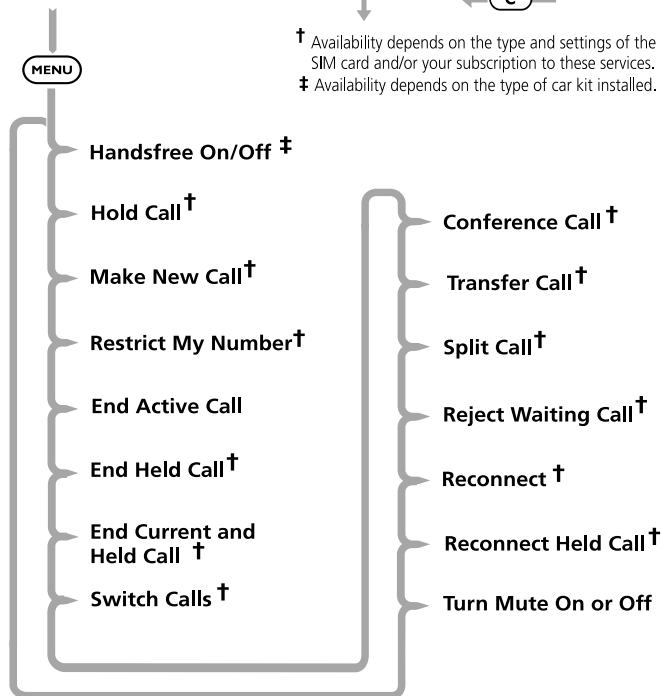 C
† Availability depends on the type and settings of the
SIM card and/or your subscription to these services.
‡ Availability depends on the type of car kit installed.
MENU
Handsfree On/Off ‡
Hold Call†
Make New Call†
Restrict My Number†
End Active Call
End Held Call†
End Current and
Held Call †
Switch Calls †
Conference Call†
Transfer Call†
Split Call†
Reject Waiting Call†
Reconnect †
Reconnect Held Call†
Turn Mute On or Off